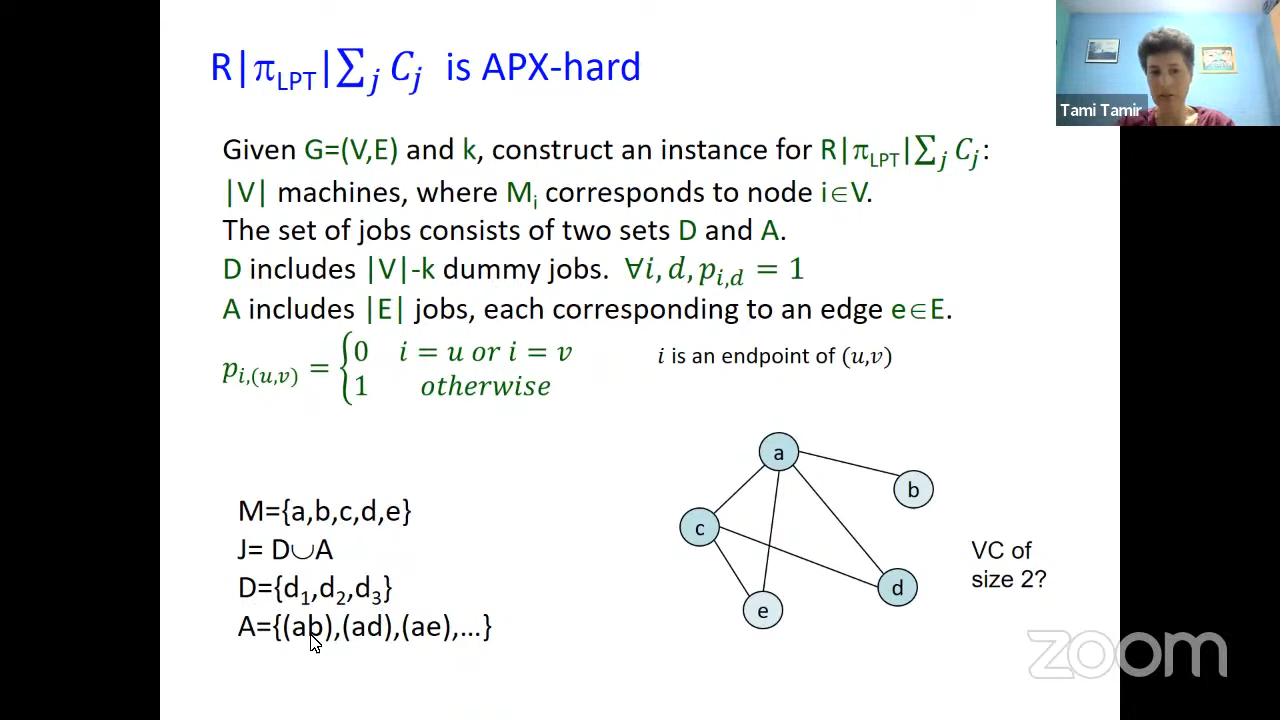 R|π_LPT|∑_j C_j is APX-hard
Tami Tamir
Given G=(V,E) and k, construct an instance for R|π_LPT|∑_j C_j:
|V| machines, where M_i corresponds to node i∈V.
The set of jobs consists of two sets D and A.
D includes |V|-k dummy jobs. ∀i, d, p_{i,d} = 1
A includes |E| jobs, each corresponding to an edge e∈E.
p_{i,(u,v)} = { 0 i = u or i = v
1 otherwise
i is an endpoint of (u,v)
M={a,b,c,d,e}
J= D∪A
D={d_1,d_2,d_3}
A={(ab),(ad),(ae),...}
a
b
c
d
e
VC of
size 2?
zoom